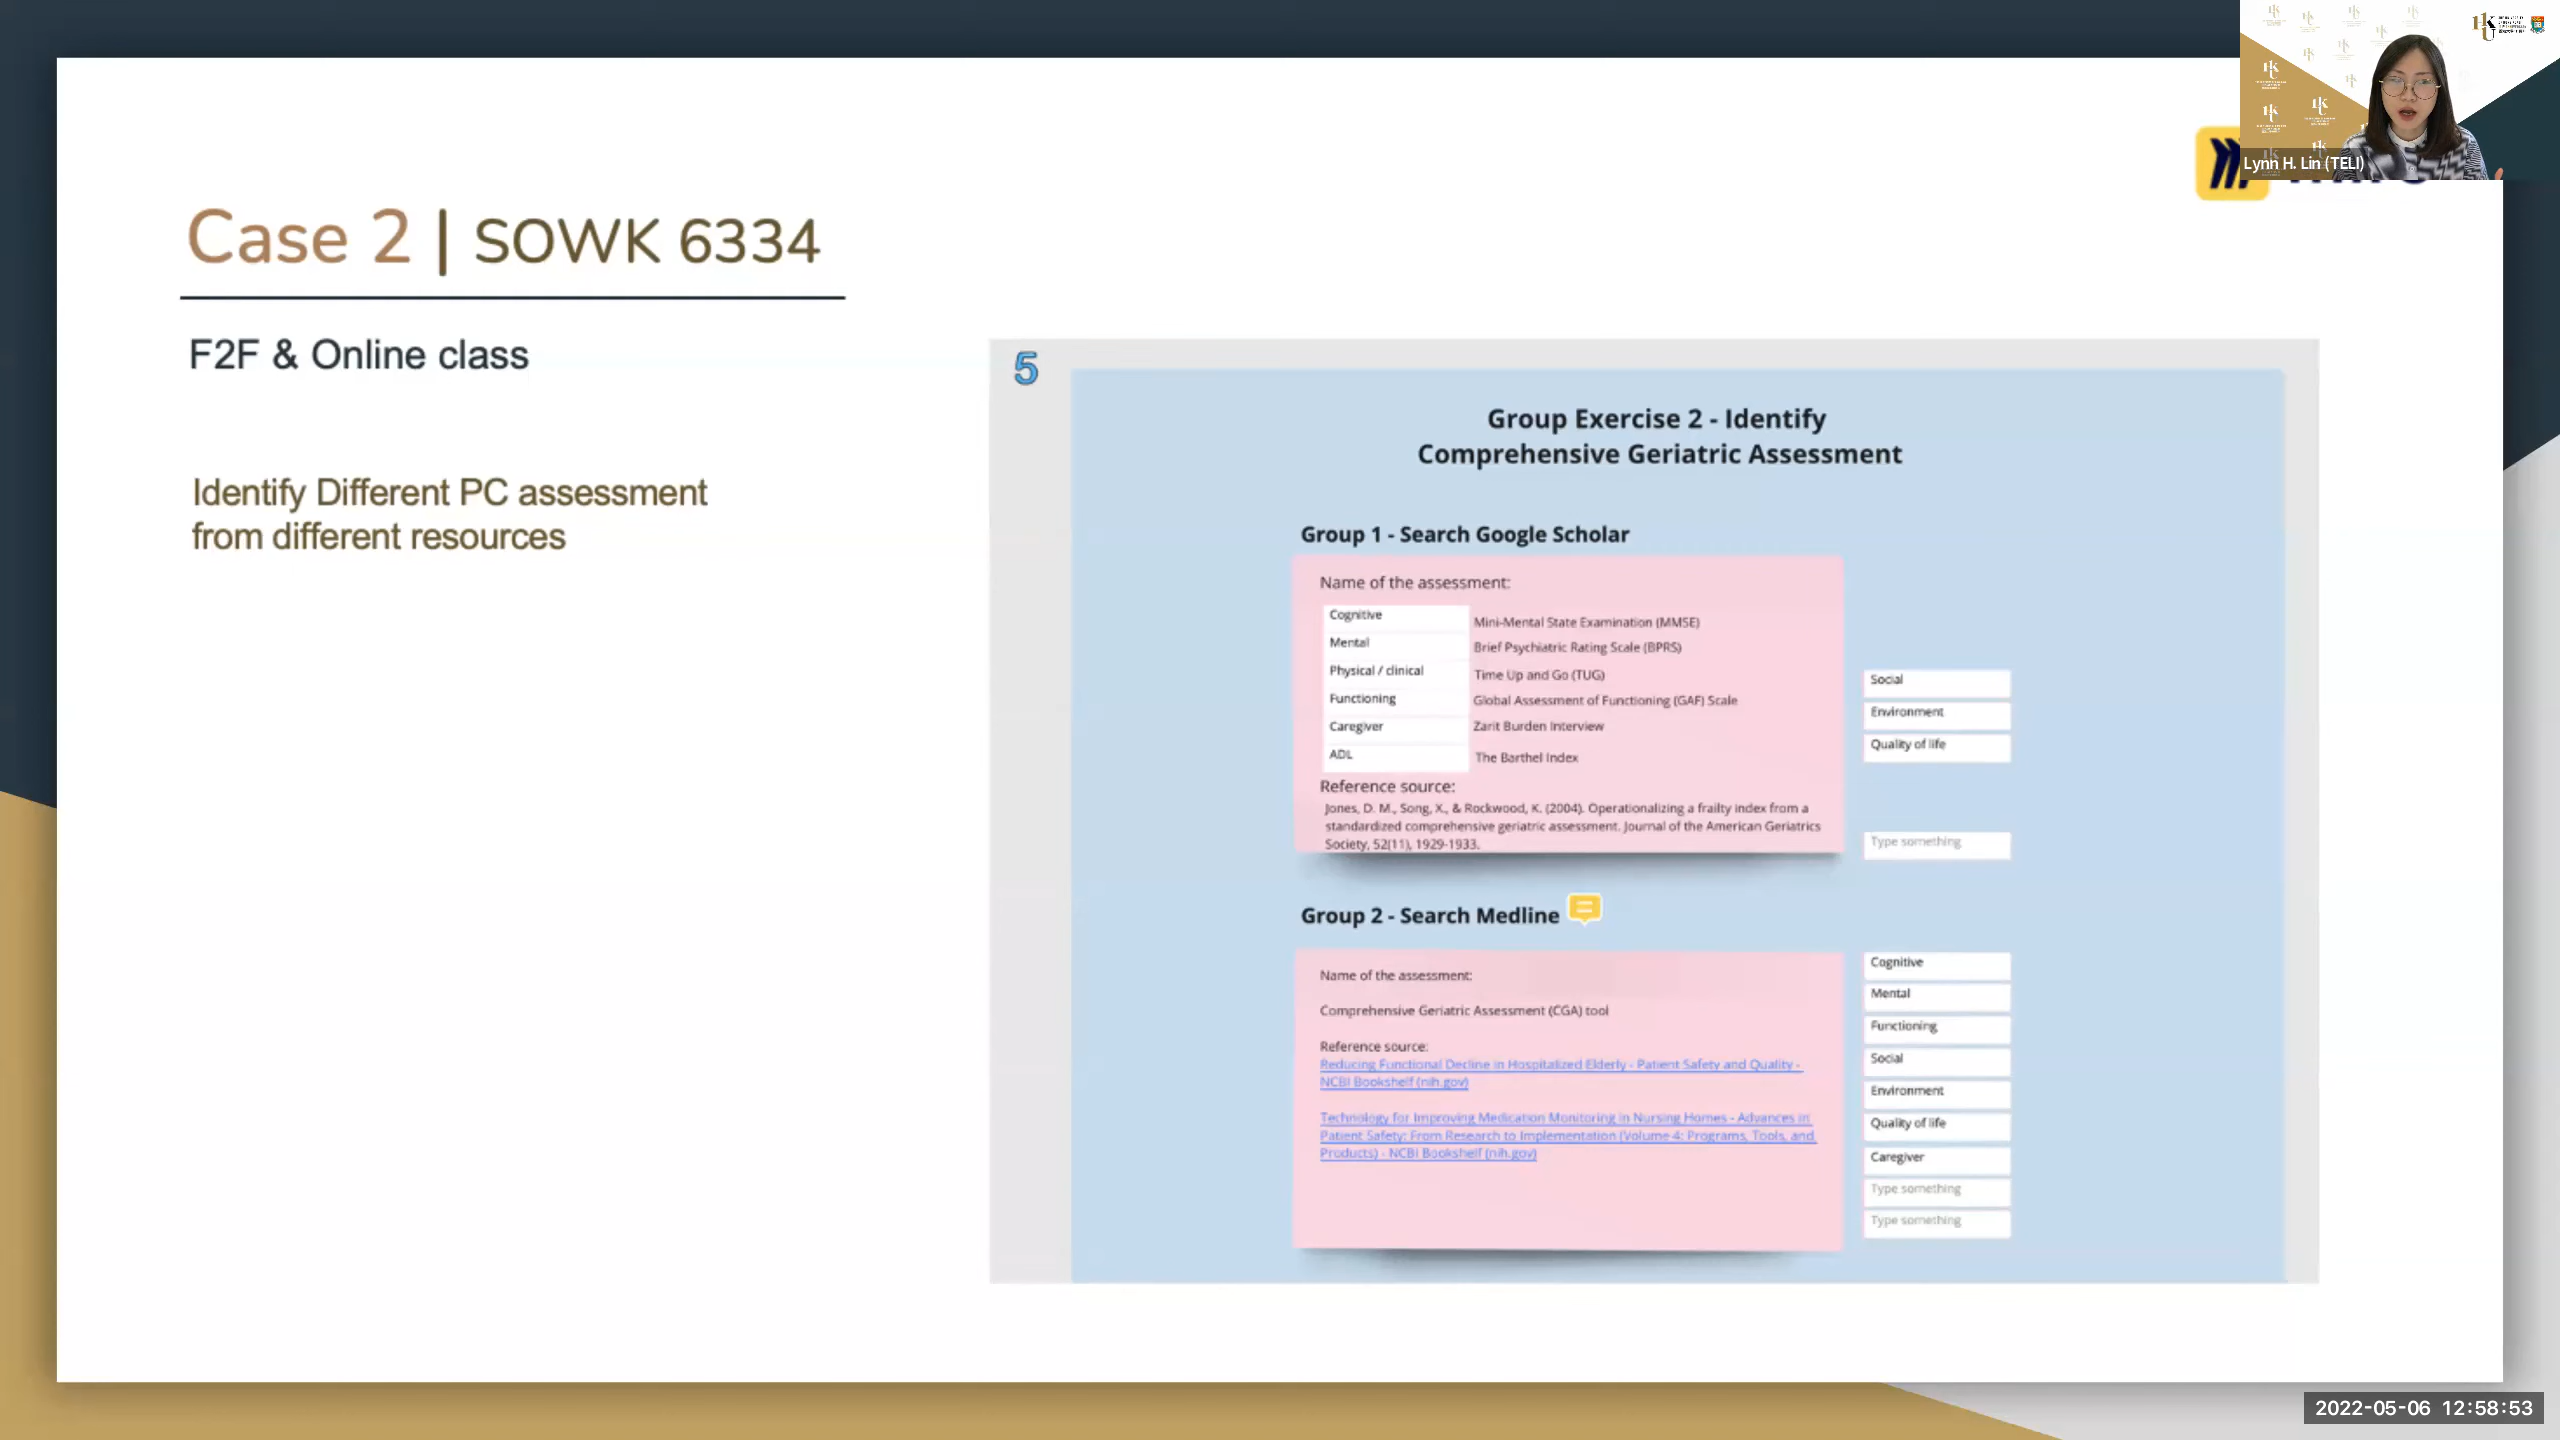 Lynn H. Lin (TELI)
Case 2 | SOWK 6334
F2F & Online class
Identify Different PC assessment
from different resources
5
Group Exercise 2 - Identify
Comprehensive Geriatric Assessment
Group 1 - Search Google Scholar
Name of the assessment:
Cognitive
Mini-Mental State Examination (MMSE)
Mental
Brief Psychiatric Rating Scale (BPRS)
Physical / clinical
Time Up and Go (TUG)
Functioning
Global Assessment of Functioning (GAF) Scale
Caregiver
Zarit Burden Interview
ADL
The Barthel Index
Reference source:
Jones, D. M., Song, X., & Rockwood, K. (2004). Operationalizing a frailty index from a
standardized comprehensive geriatric assessment. Journal of the American Geriatrics
Society, 52(11), 1929-1933.
Social
Environment
Quality of life
Type something
Group 2 - Search Medline
Name of the assessment:
Comprehensive Geriatric Assessment (CGA) tool
Reference source:
Reducing Functional Decline in Hospitalized Elderly - Patient Safety and Quality -
NCBI Bookshelf (nih.gov)
Technology for Improving Medication Monitoring in Nursing Homes - Advances in
Patient Safety: From Research to Implementation (Volume 4: Programs, Tools, and
Products) - NCBI Bookshelf (nih.gov)
Cognitive
Mental
Functioning
Social
Environment
Quality of life
Caregiver
Type something
Type something
2022-05-06 12:58:53